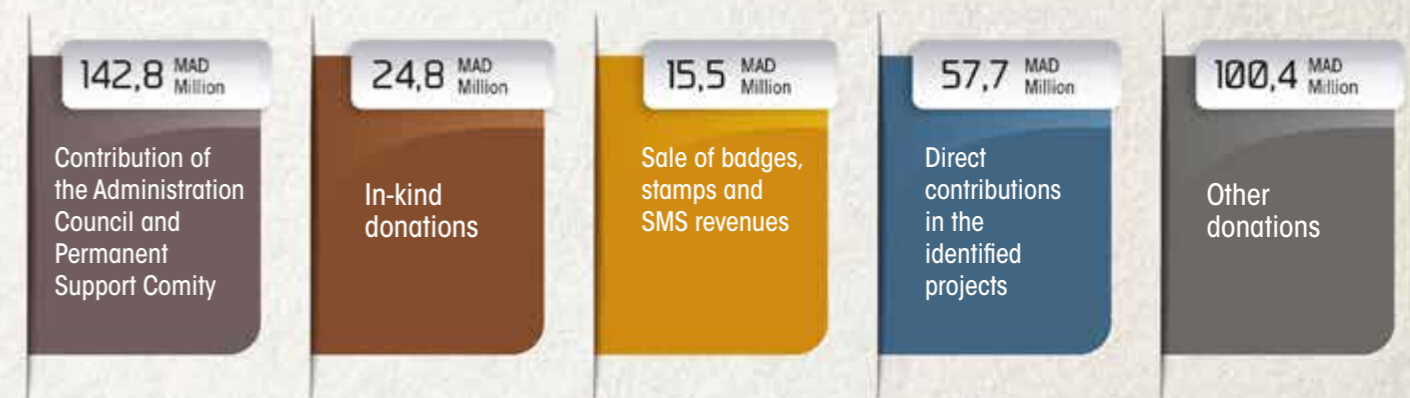 142,8 MAD Million
Contribution of
the Administration
Council and
Permanent
Support Comity
24,8 MAD Million
In-kind
donations
15,5 MAD Million
Sale of badges,
stamps and
SMS revenues
57,7 MAD Million
Direct
contributions
in the
identified
projects
100,4 MAD Million
Other
donations